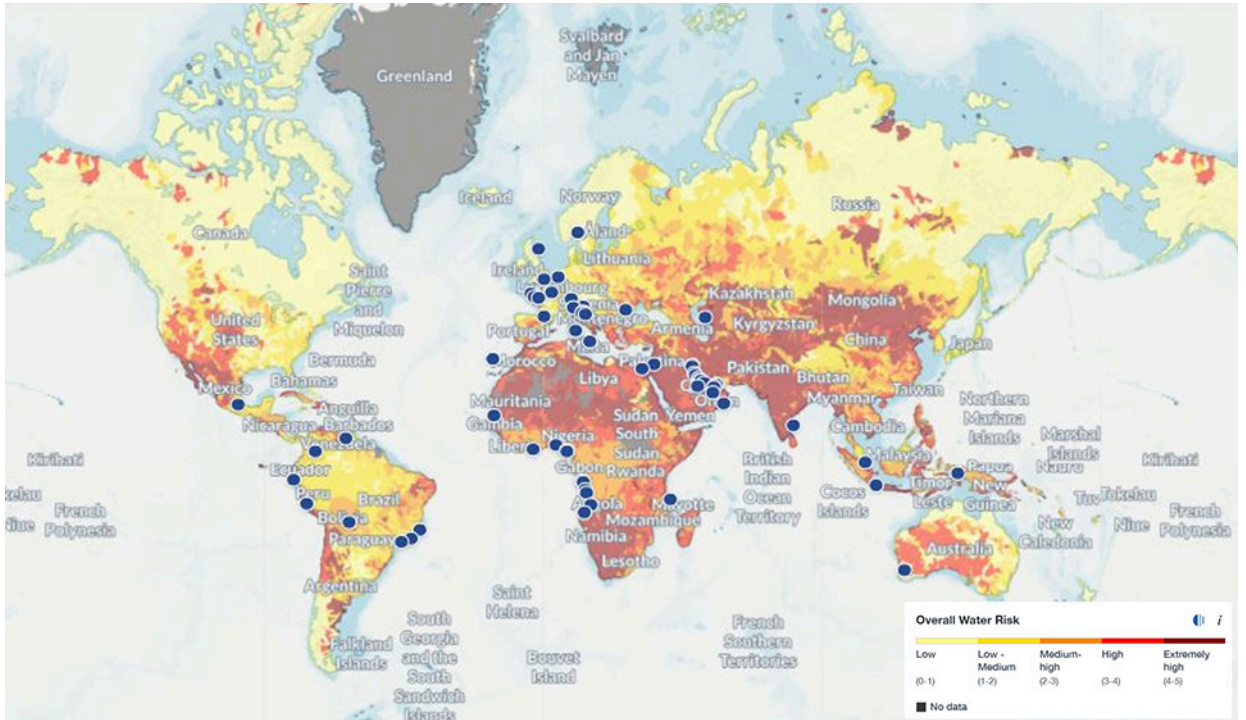 Svalbard
and Jan
Mayen
Greenland
Iceland
Norway
Åland
Russia
Canada
Lithuania
Ireland
Saint
Pierre
and
Miquelon
Kazakhstan
Mongolia
United
States
Portugal
Montenegro
Armenia
Kyrgyzstan
China
Japan
Bermuda
Morocco
Malta
Libya
Pakistan
Bhutan
Taiwan
Mexico
Bahamas
Mauritania
Myanmar
Northern
Mariana
Islands
Anguilla
Barbados
Nicaragua
Venezuela
Gambia
Sudan
South
Sudan
Yemen
Cambodia
Nigeria
Marshall
Islands
Kiribati
Ecuador
Gabon
Rwanda
British
Indian
Ocean
Territory
Malaysia
Papua
New
Guinea
Nauru
Kiribati
Peru
Brazil
Mayotte
Cocos
Islands
Timor
Leste
Tokelau
French
Polynesia
Niue
Bolivia
Mozambique
New
Caledonia
Niue
French
Polynesia
Paraguay
Namibia
Australia
Lesotho
Argentina
Saint
Helena
Falkland
Islands
South
Georgia
and the
South
Sandwich
Islands
Bouvet
Island
French
Southern
Territories
Overall Water Risk
i
Low
Low -
Medium
Medium-
high
High
Extremely
high
(0-1)
(1-2)
(2-3)
(3-4)
(4-5)
No data